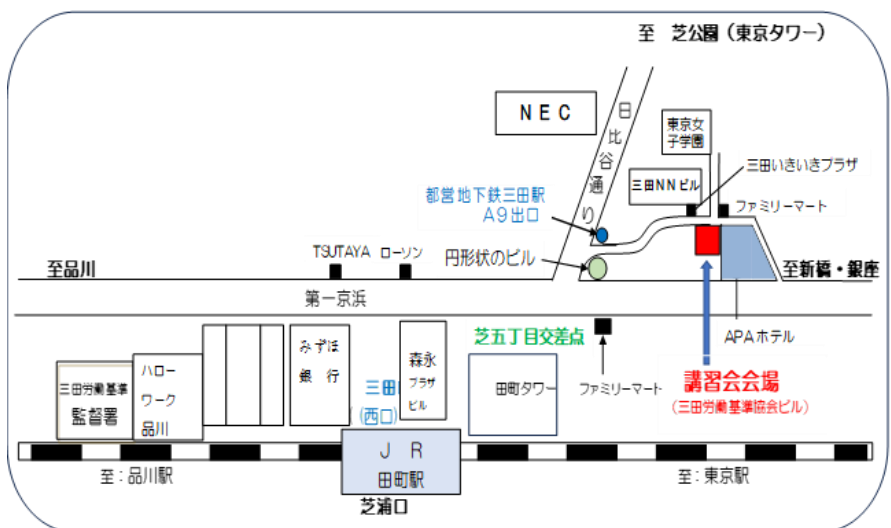 至　芝公園（東京タワー）
ＮＥＣ
日比谷通り
東京女
子学園
三田いきいきプラザ
三田NNビル
ファミリーマート
都営地下鉄三田駅
A9出口
円形状のビル
TSUTAYA ローソン
至品川
至新橋・銀座
第一京浜
APAホテル
芝五丁目交差点
みずほ
銀　行
森永
プラザ
ビル
三田
(西口)
ハロー
ワーク
品川
三田労働基準
監督署
田町タワー
ファミリーマート
講習会会場
（三田労働基準協会ビル）
ＪＲ
田町駅
至：品川駅
至：東京駅
芝浦口